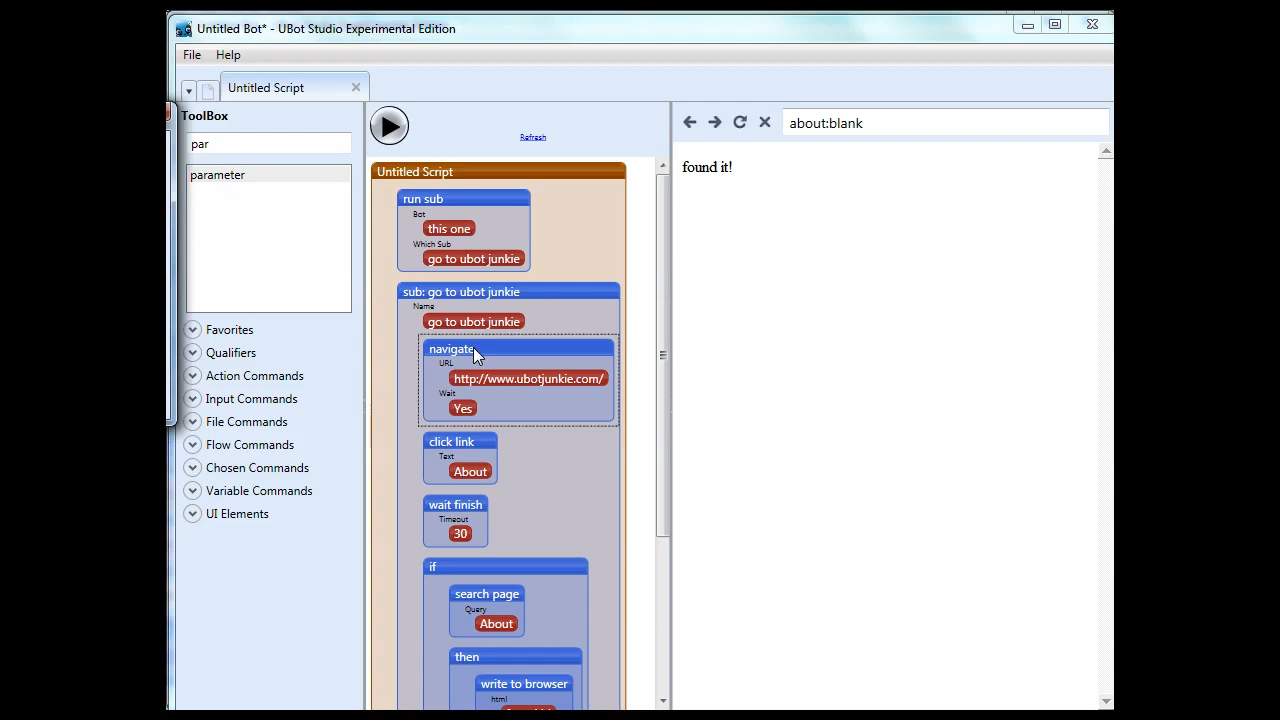 Untitled Bot* - UBot Studio Experimental Edition
File Help
Untitled Script
ToolBox
par
parameter
Favorites
Qualifiers
Action Commands
Input Commands
File Commands
Flow Commands
Chosen Commands
Variable Commands
UI Elements
Refresh
Untitled Script
run sub
Bot
this one
Which Sub
go to ubot junkie
sub: go to ubot junkie
Name
go to ubot junkie
navigate
URL
http://www.ubotjunkie.com/
Wait
Yes
click link
Text
About
wait finish
Timeout
30
if
search page
Query
About
then
write to browser
html
about:blank
found it!